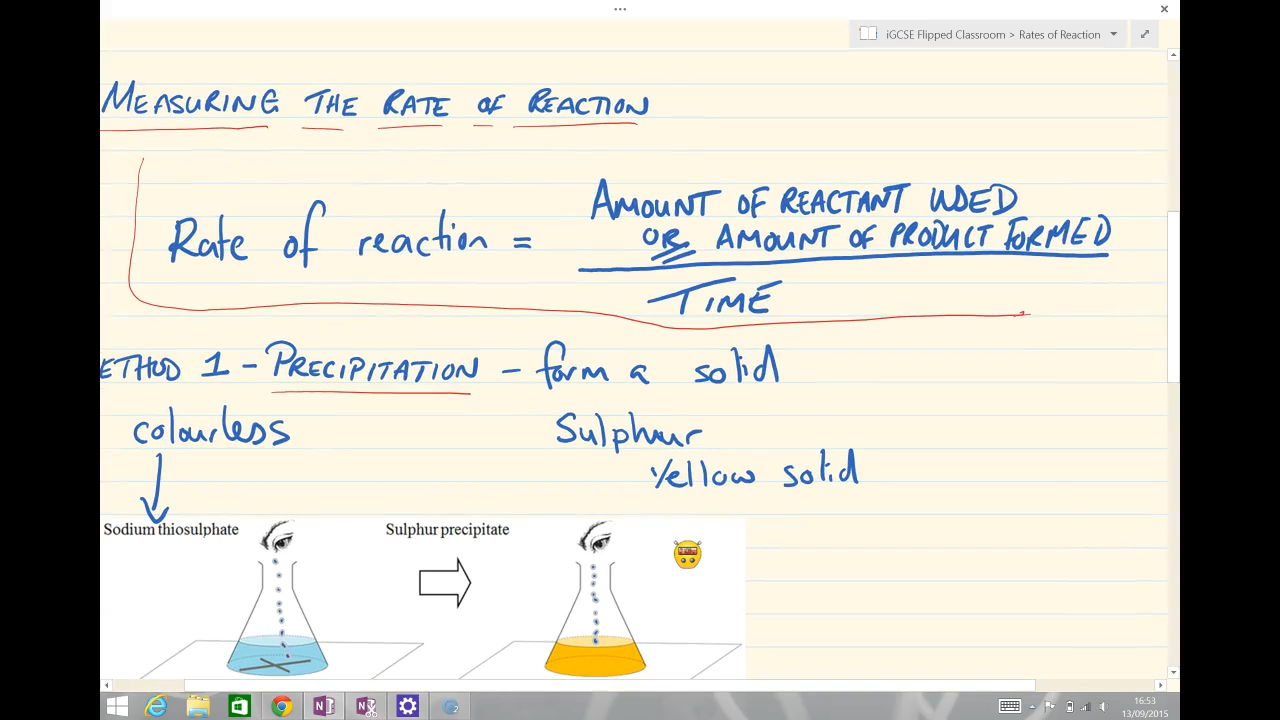 iGCSE Flipped Classroom > Rates of Reaction
MEASURING THE RATE OF REACTION
Rate of reaction = AMOUNT OF REACTANT USED
OR AMOUNT OF PRODUCT FORMED
TIME
ETHOD 1 - PRECIPITATION - form a solid
colourless
Sulphur
Yellow solid
Sodium thiosulphate
Sulphur precipitate
16:53
13/09/2015